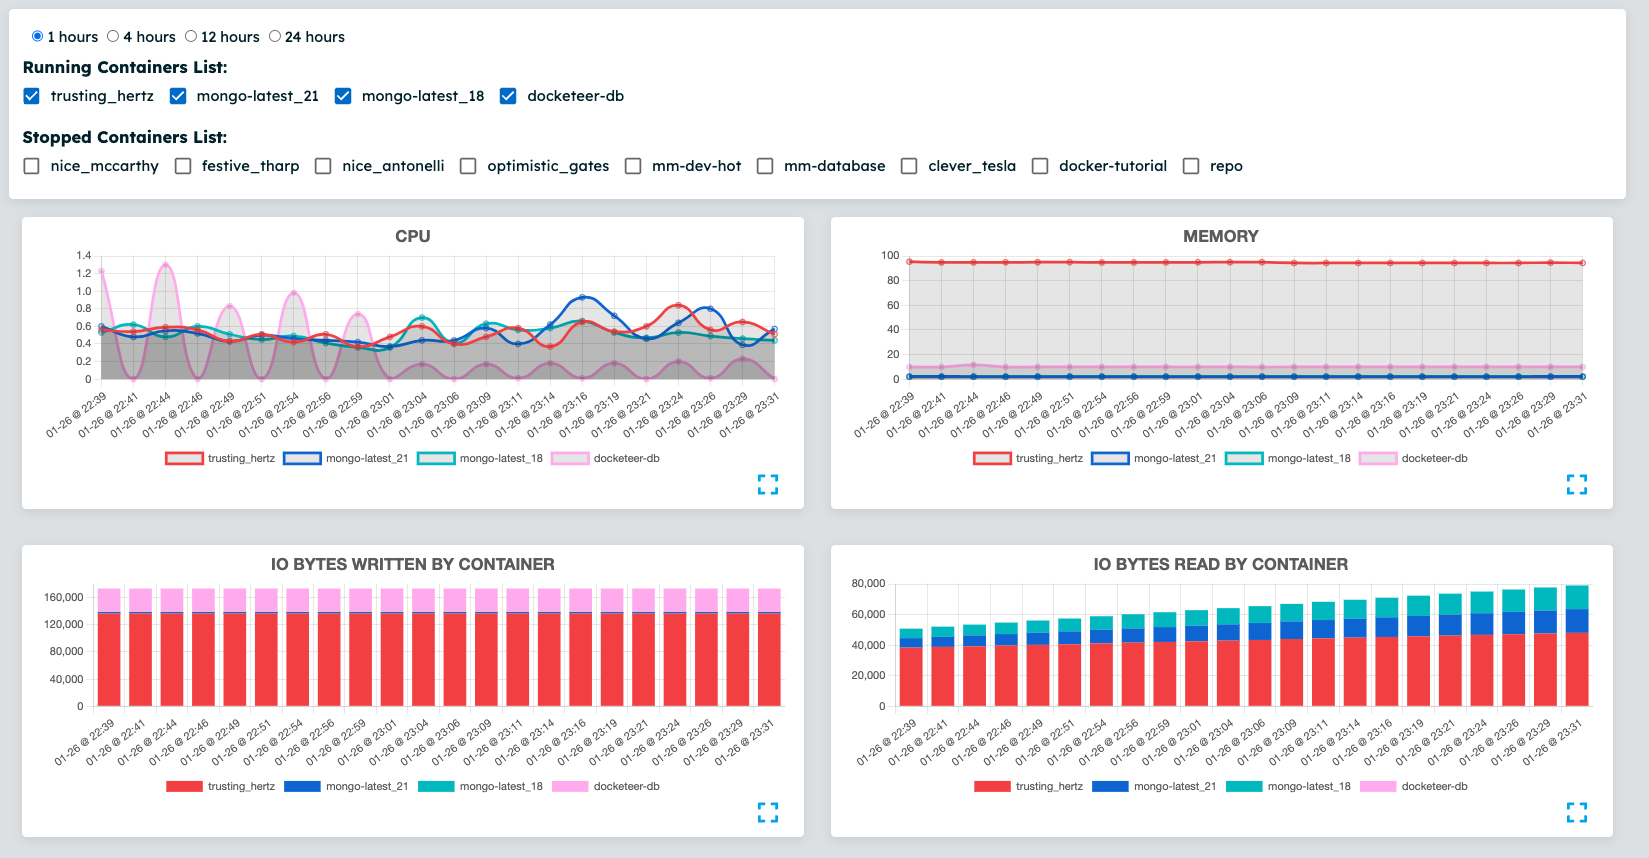 1 hours 4 hours 12 hours 24 hours
Running Containers List:
trusting_hertz mongo-latest_21 mongo-latest_18 docketeer-db
Stopped Containers List:
nice_mccarthy festive_tharp nice_antonelli optimistic_gates mm-dev-hot mm-database clever_tesla docker-tutorial repo
CPU
1.4
1.2
1.0
0.8
0.6
0.4
0.2
0
01-26 @ 22:39 01-26 @ 22:41 01-26 @ 22:44 01-26 @ 22:46 01-26 @ 22:49 01-26 @ 22:51 01-26 @ 22:54 01-26 @ 22:56 01-26 @ 22:59 01-26 @ 23:01 01-26 @ 23:04 01-26 @ 23:06 01-26 @ 23:09 01-26 @ 23:11 01-26 @ 23:14 01-26 @ 23:16 01-26 @ 23:19 01-26 @ 23:21 01-26 @ 23:24 01-26 @ 23:26 01-26 @ 23:29 01-26 @ 23:31
trusting_hertz mongo-latest_21 mongo-latest_18 docketeer-db
MEMORY
100
80
60
40
20
0
01-26 @ 22:39 01-26 @ 22:41 01-26 @ 22:44 01-26 @ 22:46 01-26 @ 22:49 01-26 @ 22:51 01-26 @ 22:54 01-26 @ 22:56 01-26 @ 22:59 01-26 @ 23:01 01-26 @ 23:04 01-26 @ 23:06 01-26 @ 23:09 01-26 @ 23:11 01-26 @ 23:14 01-26 @ 23:16 01-26 @ 23:19 01-26 @ 23:21 01-26 @ 23:24 01-26 @ 23:26 01-26 @ 23:29 01-26 @ 23:31
trusting_hertz mongo-latest_21 mongo-latest_18 docketeer-db
IO BYTES WRITTEN BY CONTAINER
160,000
120,000
80,000
40,000
0
01-26 @ 22:39 01-26 @ 22:41 01-26 @ 22:44 01-26 @ 22:46 01-26 @ 22:49 01-26 @ 22:51 01-26 @ 22:54 01-26 @ 22:56 01-26 @ 22:59 01-26 @ 23:01 01-26 @ 23:04 01-26 @ 23:06 01-26 @ 23:09 01-26 @ 23:11 01-26 @ 23:14 01-26 @ 23:16 01-26 @ 23:19 01-26 @ 23:21 01-26 @ 23:24 01-26 @ 23:26 01-26 @ 23:29 01-26 @ 23:31
trusting_hertz mongo-latest_21 mongo-latest_18 docketeer-db
IO BYTES READ BY CONTAINER
80,000
60,000
40,000
20,000
0
01-26 @ 22:39 01-26 @ 22:41 01-26 @ 22:44 01-26 @ 22:46 01-26 @ 22:49 01-26 @ 22:51 01-26 @ 22:54 01-26 @ 22:56 01-26 @ 22:59 01-26 @ 23:01 01-26 @ 23:04 01-26 @ 23:06 01-26 @ 23:09 01-26 @ 23:11 01-26 @ 23:14 01-26 @ 23:16 01-26 @ 23:19 01-26 @ 23:21 01-26 @ 23:24 01-26 @ 23:26 01-26 @ 23:29 01-26 @ 23:31
trusting_hertz mongo-latest_21 mongo-latest_18 docketeer-db